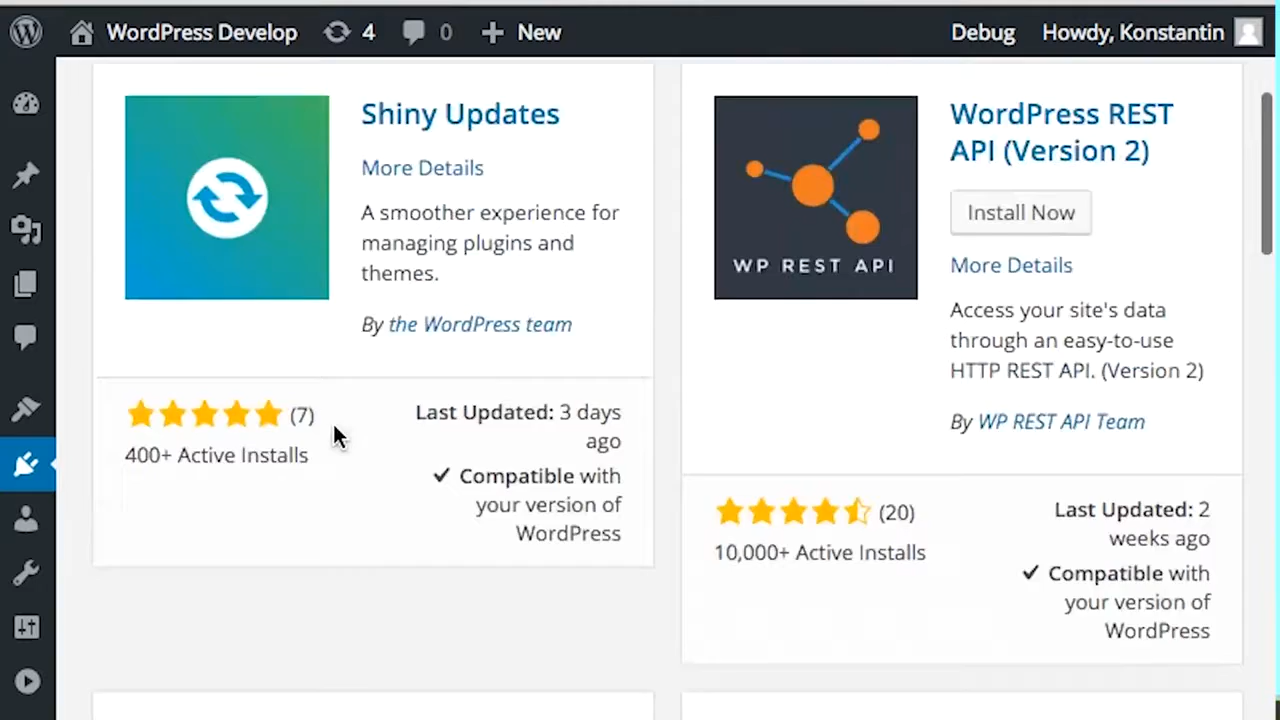 WordPress Develop 4 0 New Debug Howdy, Konstantin
Shiny Updates
More Details
A smoother experience for
managing plugins and
themes.
By the WordPress team
(7)
400+ Active Installs
Last Updated: 3 days
ago
✔ Compatible with
your version of
WordPress
WP REST API
WordPress REST
API (Version 2)
Install Now
More Details
Access your site's data
through an easy-to-use
HTTP REST API. (Version 2)
By WP REST API Team
(20)
10,000+ Active Installs
Last Updated: 2
weeks ago
✔ Compatible with
your version of
WordPress